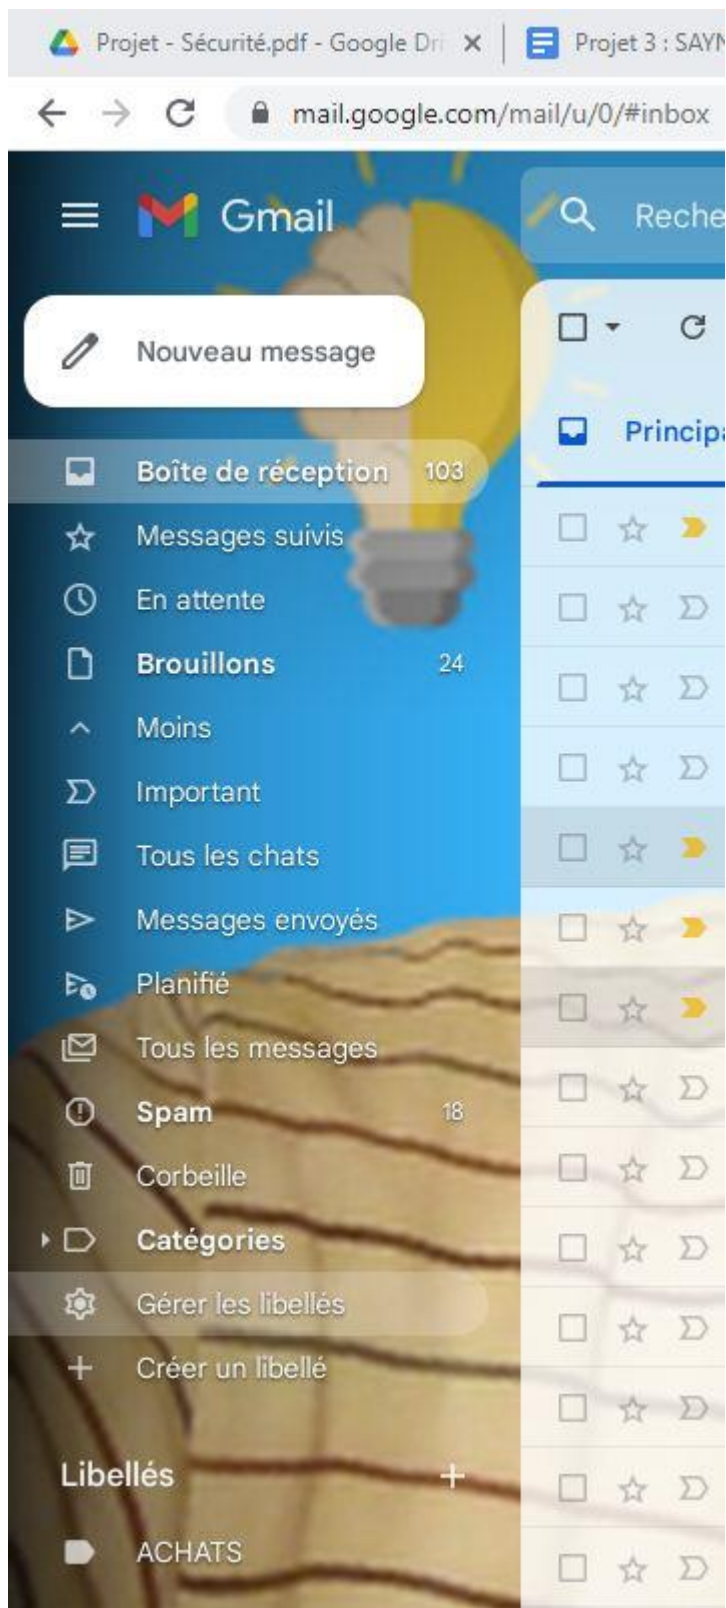 Projet - Sécurité.pdf - Google Dri
Projet 3 : SAYN
mail.google.com/mail/u/0/#inbox
Gmail
Reche
Nouveau message
Principa
Boîte de réception 103
Messages suivis
En attente
Brouillons 24
Moins
Important
Tous les chats
Messages envoyés
Planifié
Tous les messages
Spam 18
Corbeille
Catégories
Gérer les libellés
Créer un libellé
Libellés +
ACHATS